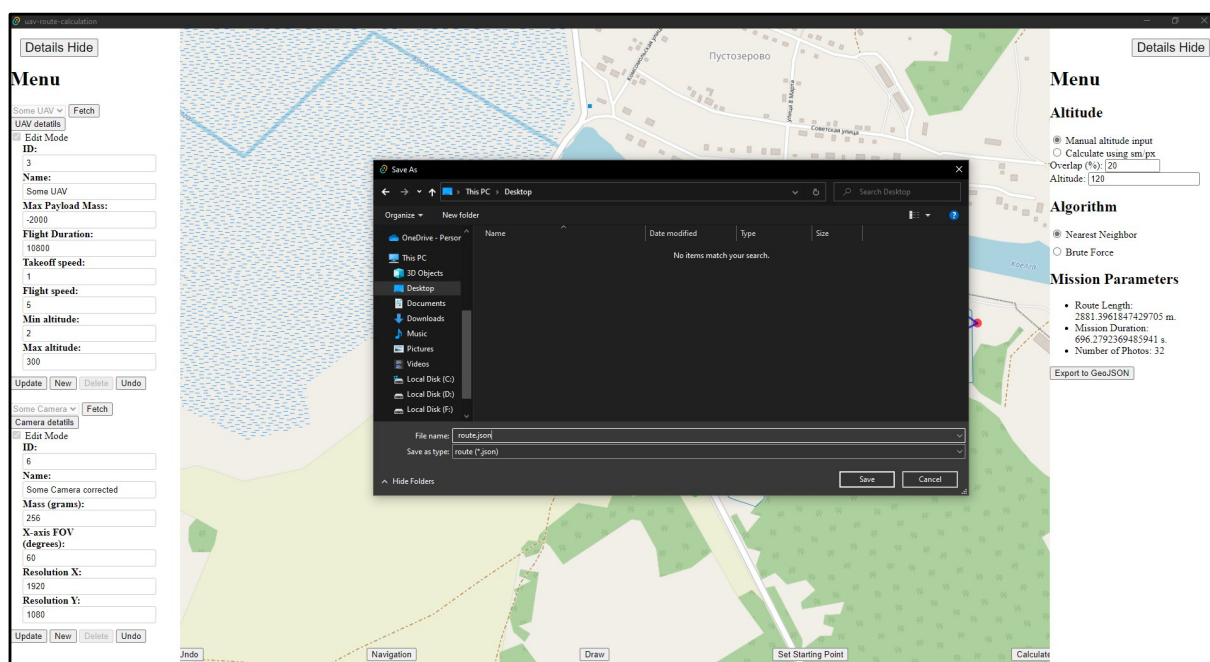 uav-route-calculation
Details Hide
Menu
Some UAV
Fetch
UAV detatils
Edit Mode
ID:
3
Name:
Some UAV
Max Payload Mass:
-2000
Flight Duration:
10800
Takeoff speed:
1
Flight speed:
5
Min altitude:
2
Max altitude:
300
Update New Delete Undo
Some Camera
Fetch
Camera detatils
Edit Mode
ID:
6
Name:
Some Camera corrected
Mass (grams):
256
X-axis FOV
(degrees):
60
Resolution X:
1920
Resolution Y:
1080
Update New Delete Undo
Комсомольская улица
Пустозерово
улица 8 Марта
Советская улица
Save As
This PC > Desktop
Search Desktop
Organize
New folder
OneDrive - Person
This PC
3D Objects
Desktop
Documents
Downloads
Music
Pictures
Videos
Local Disk (C:)
Local Disk (D:)
Local Disk (F:)
Name
Date modified
Type
Size
No items match your search.
File name: route.json
Save as type: route (*.json)
Hide Folders
Save
Cancel
Undo
Navigation
Draw
Set Starting Point
Calculate
Details Hide
Menu
Altitude
Manual altitude input
Calculate using sm/px
Overlap (%): 20
Altitude: 120
Algorithm
Nearest Neighbor
Brute Force
Mission Parameters
Route Length:
2881.3961847429705 m.
Mission Duration:
696.2792369485941 s.
Number of Photos: 32
Export to GeoJSON